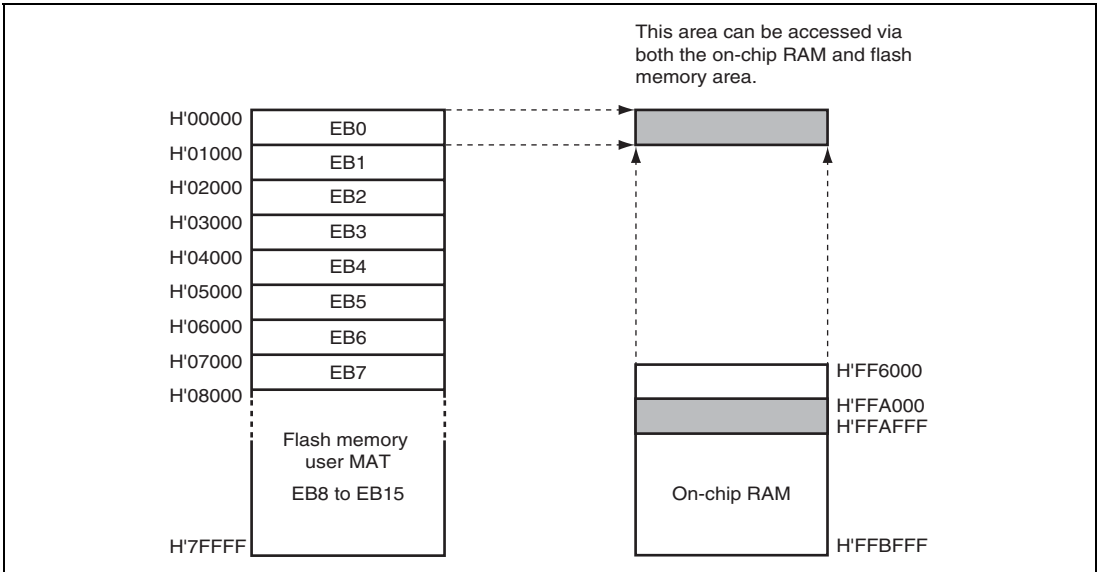 This area can be accessed via
both the on-chip RAM and flash
memory area.
H'00000
EB0
H'01000
EB1
H'02000
EB2
H'03000
EB3
H'04000
EB4
H'05000
EB5
H'06000
EB6
H'07000
EB7
H'08000
Flash memory
user MAT
EB8 to EB15
H'7FFFF
H'FF6000
H'FFA000
H'FFAFFF
On-chip RAM
H'FFBFFF